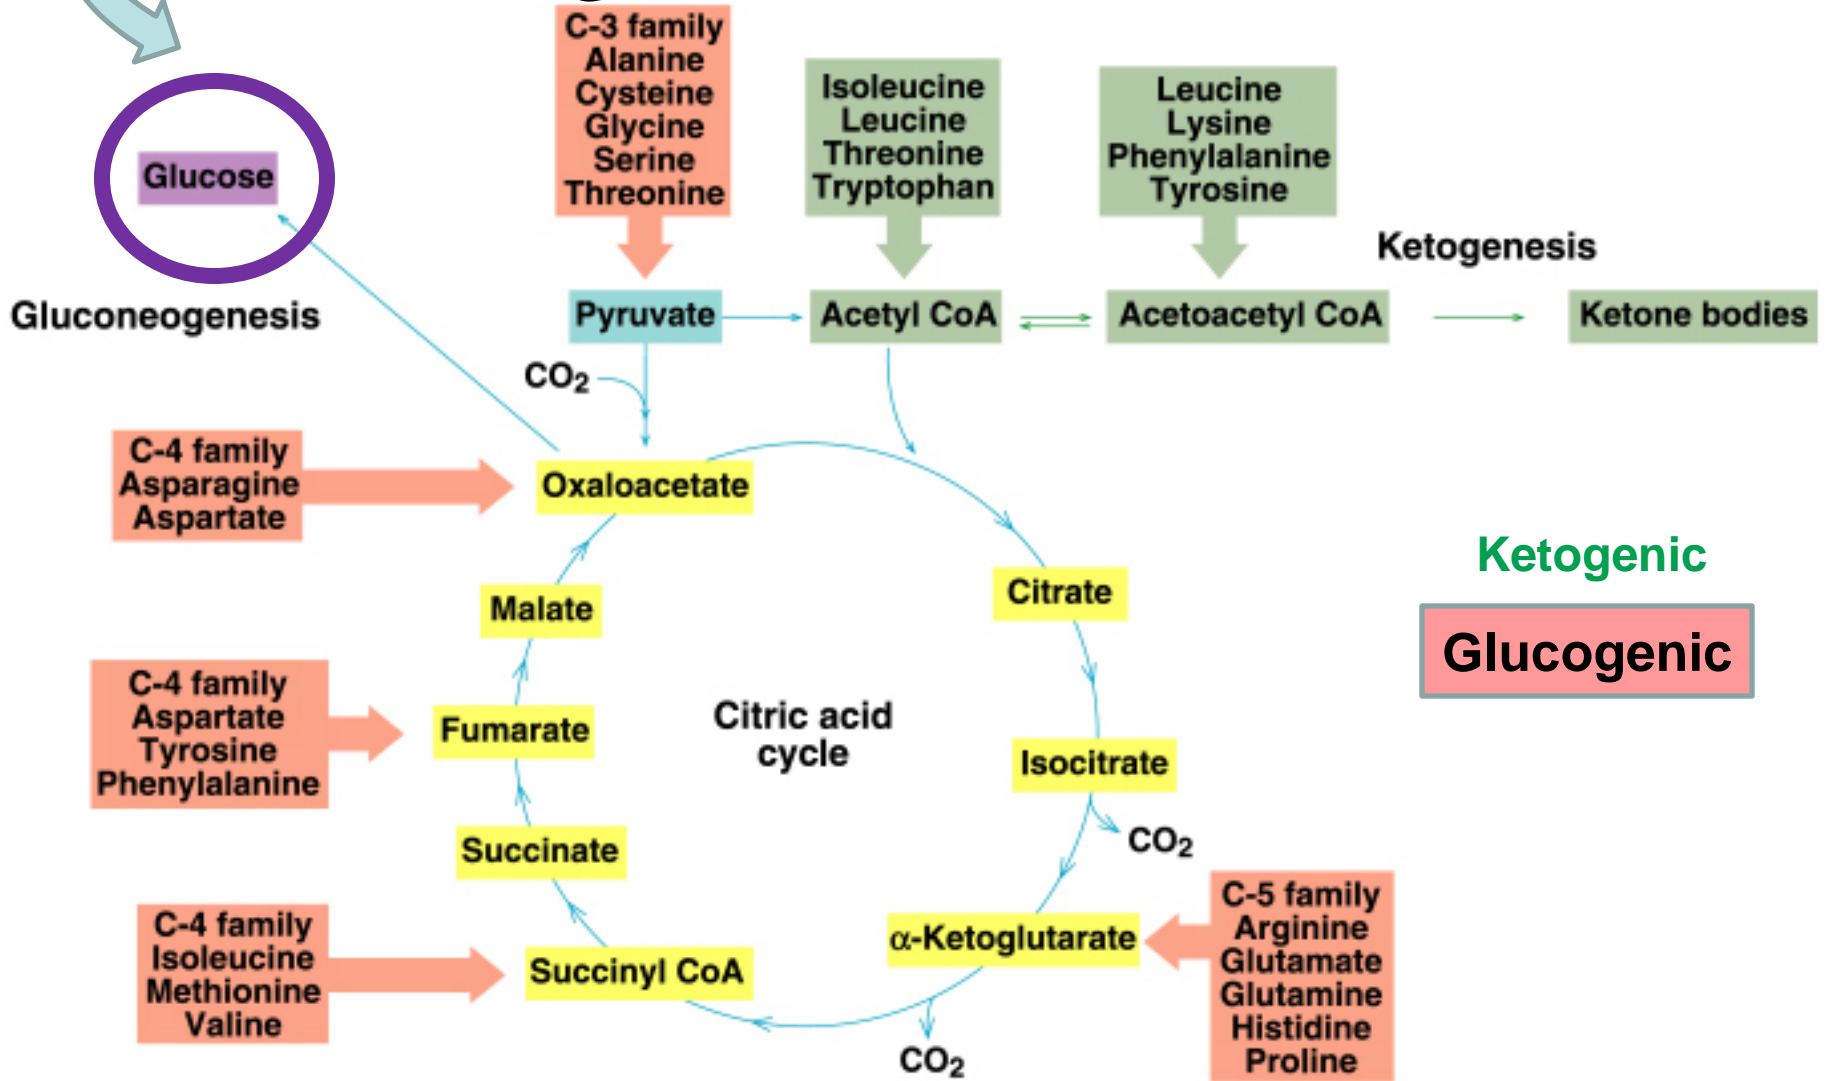 C-3 family
Alanine
Cysteine
Glycine
Serine
Threonine
Isoleucine
Leucine
Threonine
Tryptophan
Leucine
Lysine
Phenylalanine
Tyrosine
Glucose
Ketogenesis
Gluconeogenesis
Pyruvate
Acetyl CoA
Acetoacetyl CoA
Ketone bodies
CO₂
C-4 family
Asparagine
Aspartate
Oxaloacetate
Ketogenic
Citrate
Malate
Glucogenic
C-4 family
Aspartate
Tyrosine
Phenylalanine
Fumarate
Citric acid
cycle
Isocitrate
CO₂
Succinate
C-5 family
Arginine
Glutamate
Glutamine
Histidine
Proline
α-Ketoglutarate
C-4 family
Isoleucine
Methionine
Valine
Succinyl CoA
CO₂